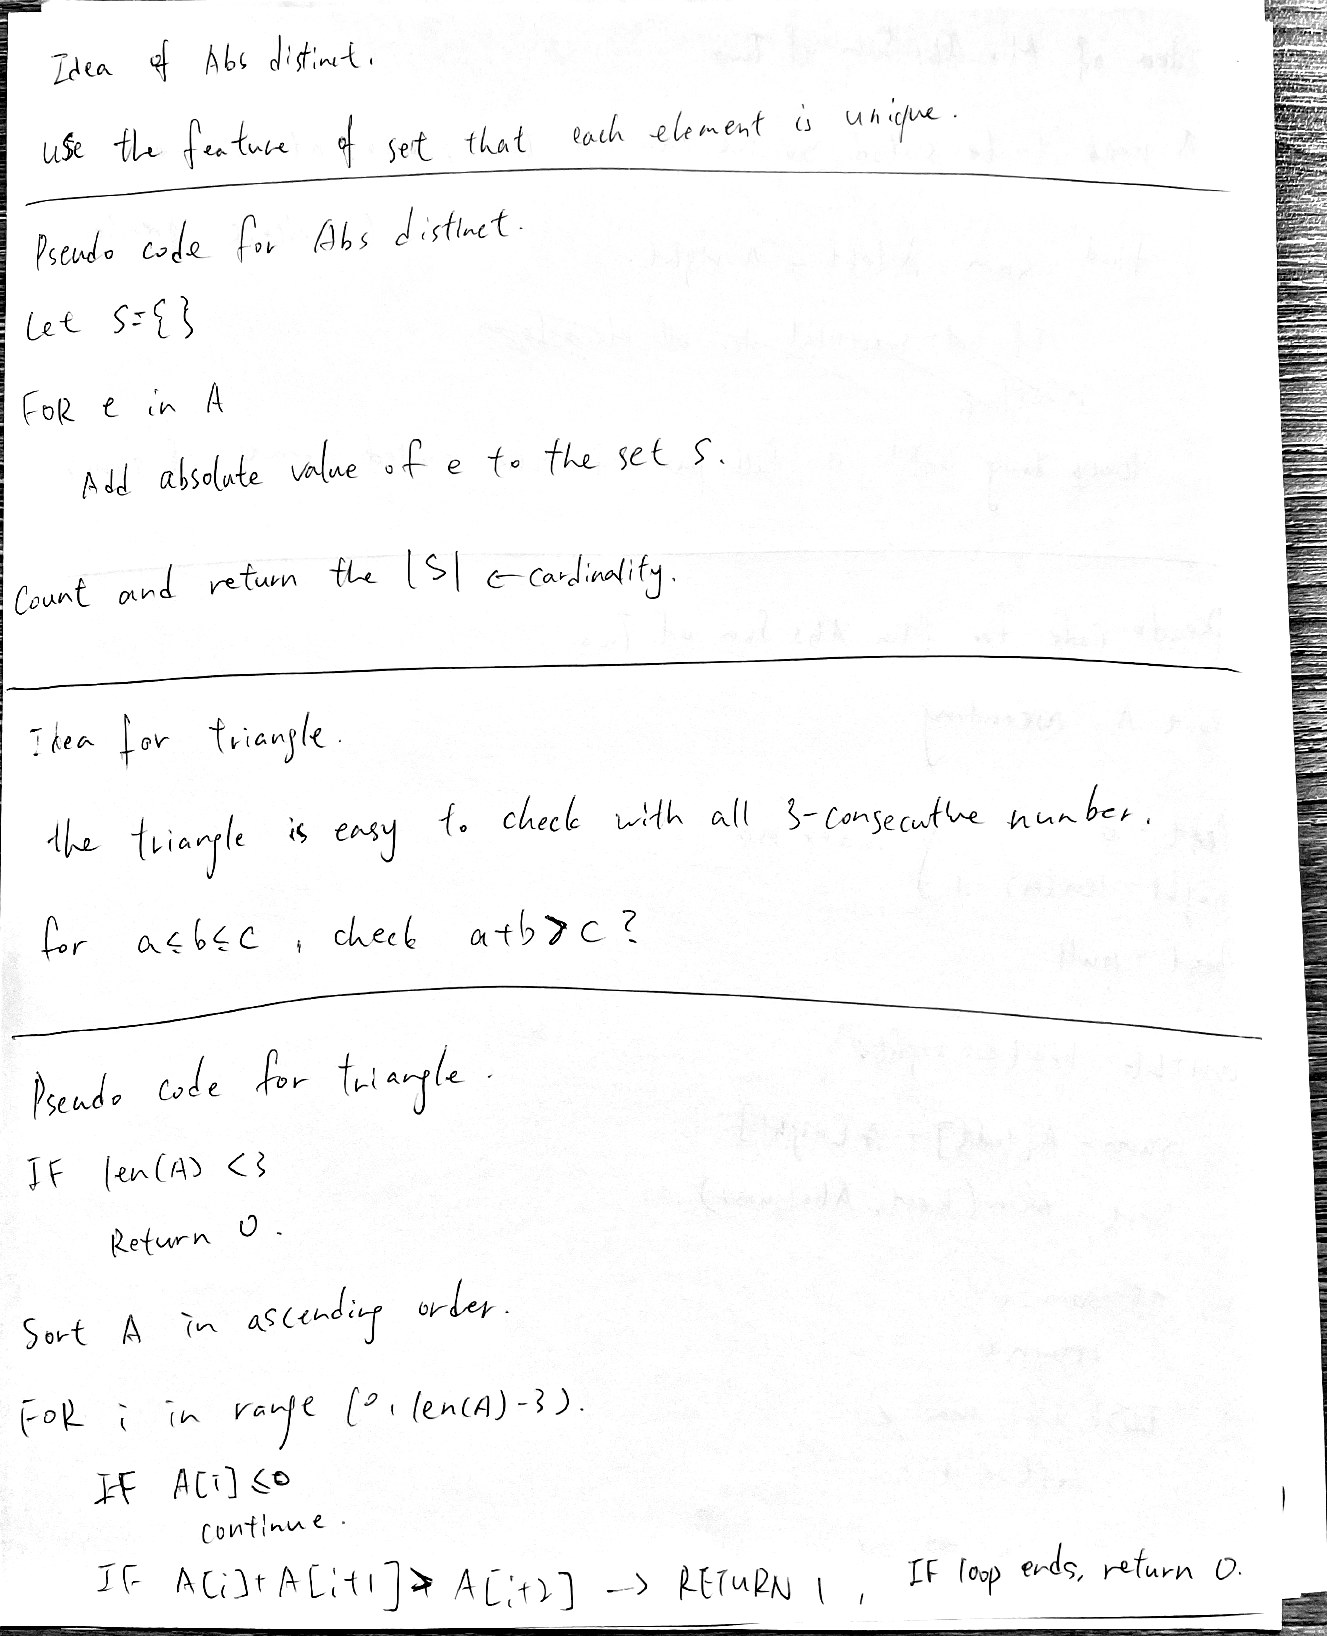 Idea of Abs distinct.
use the feature of set that each element is unique.
Pseudo code for Abs distinct.
Let S={}
FOR e in A
Add absolute value of e to the set S.
Count and return the |S| ← cardinality.
Idea for triangle.
the triangle is easy to check with all 3-consecutive number.
for a≤b≤c, check a+b>c?
Pseudo code for triangle.
IF len(A) <3
Return 0.
Sort A in ascending order.
FOR i in range (0, len(A)-3).
IF A[i] ≤0
continue.
IF A[i]+A[i+1]> A[i+2] → RETURN 1, IF loop ends, return 0.